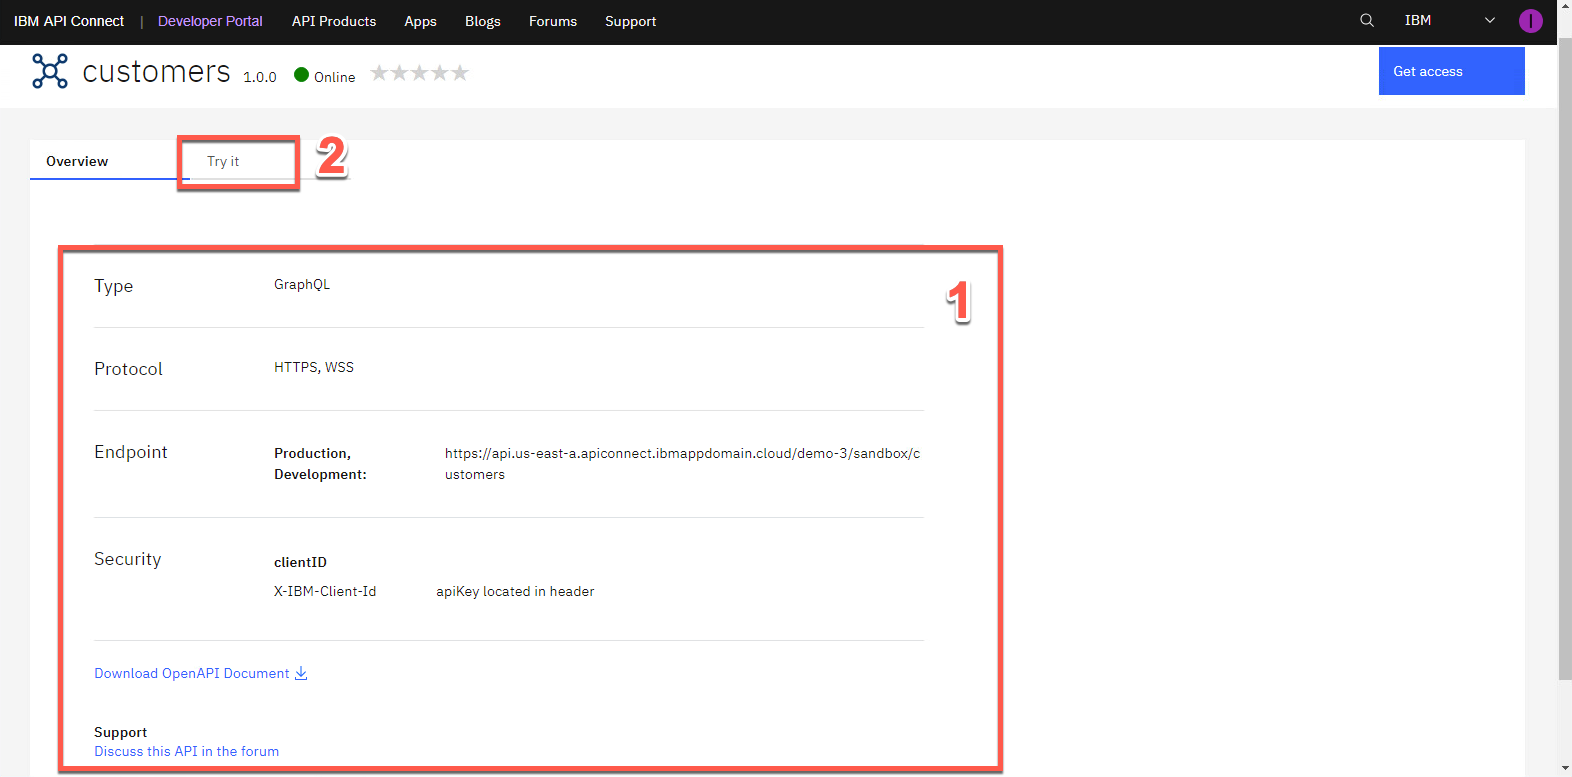 IBM API Connect | Developer Portal API Products Apps Blogs Forums Support IBM I
customers 1.0.0 Online Get access
Overview Try it 2
1
Type GraphQL
Protocol HTTPS, WSS
Endpoint Production, https://api.us-east-a.apiconnect.ibmappdomain.cloud/demo-3/sandbox/c
Development: ustomers
Security clientID
X-IBM-Client-Id apiKey located in header
Download OpenAPI Document
Support
Discuss this API in the forum